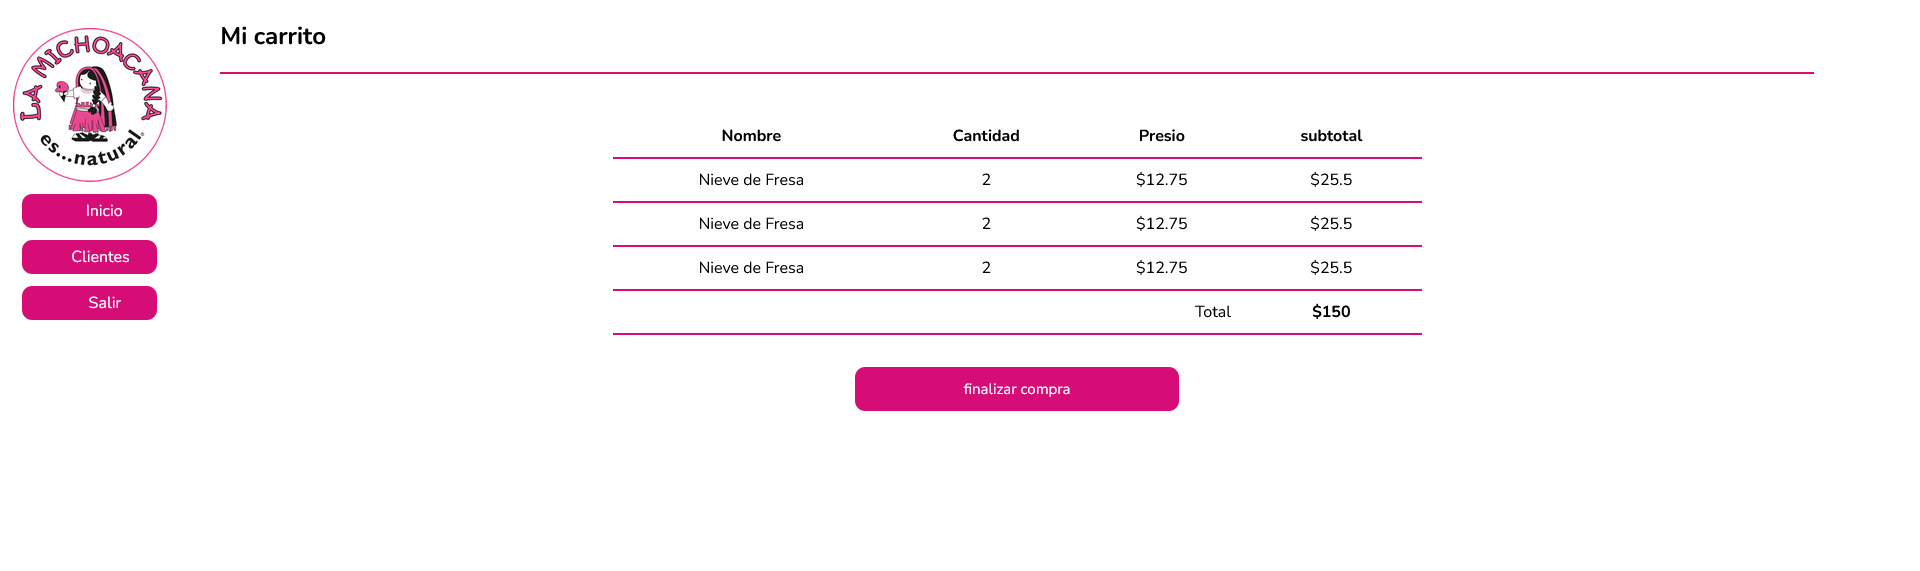 LA MICHOACANA
es...natural®
Inicio
Clientes
Salir
Mi carrito
Nombre Cantidad Presio subtotal
Nieve de Fresa 2 $12.75 $25.5
Nieve de Fresa 2 $12.75 $25.5
Nieve de Fresa 2 $12.75 $25.5
Total $150
finalizar compra